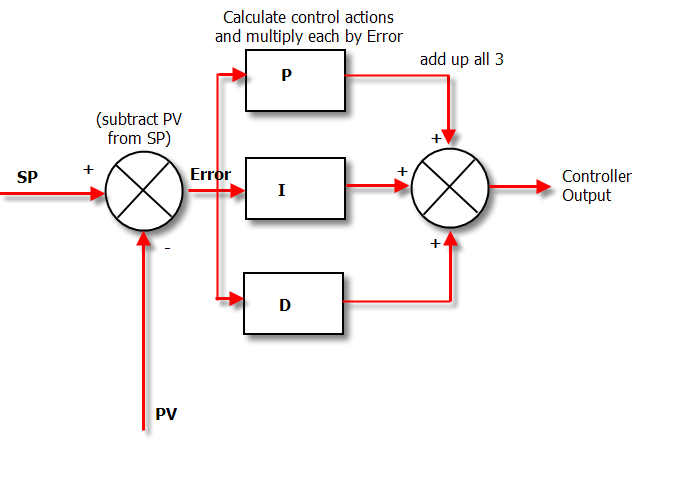 Calculate control actions
and multiply each by Error
add up all 3
P
+
(subtract PV
from SP)
SP
+
Error
I
+
Controller
Output
-
+
D
PV